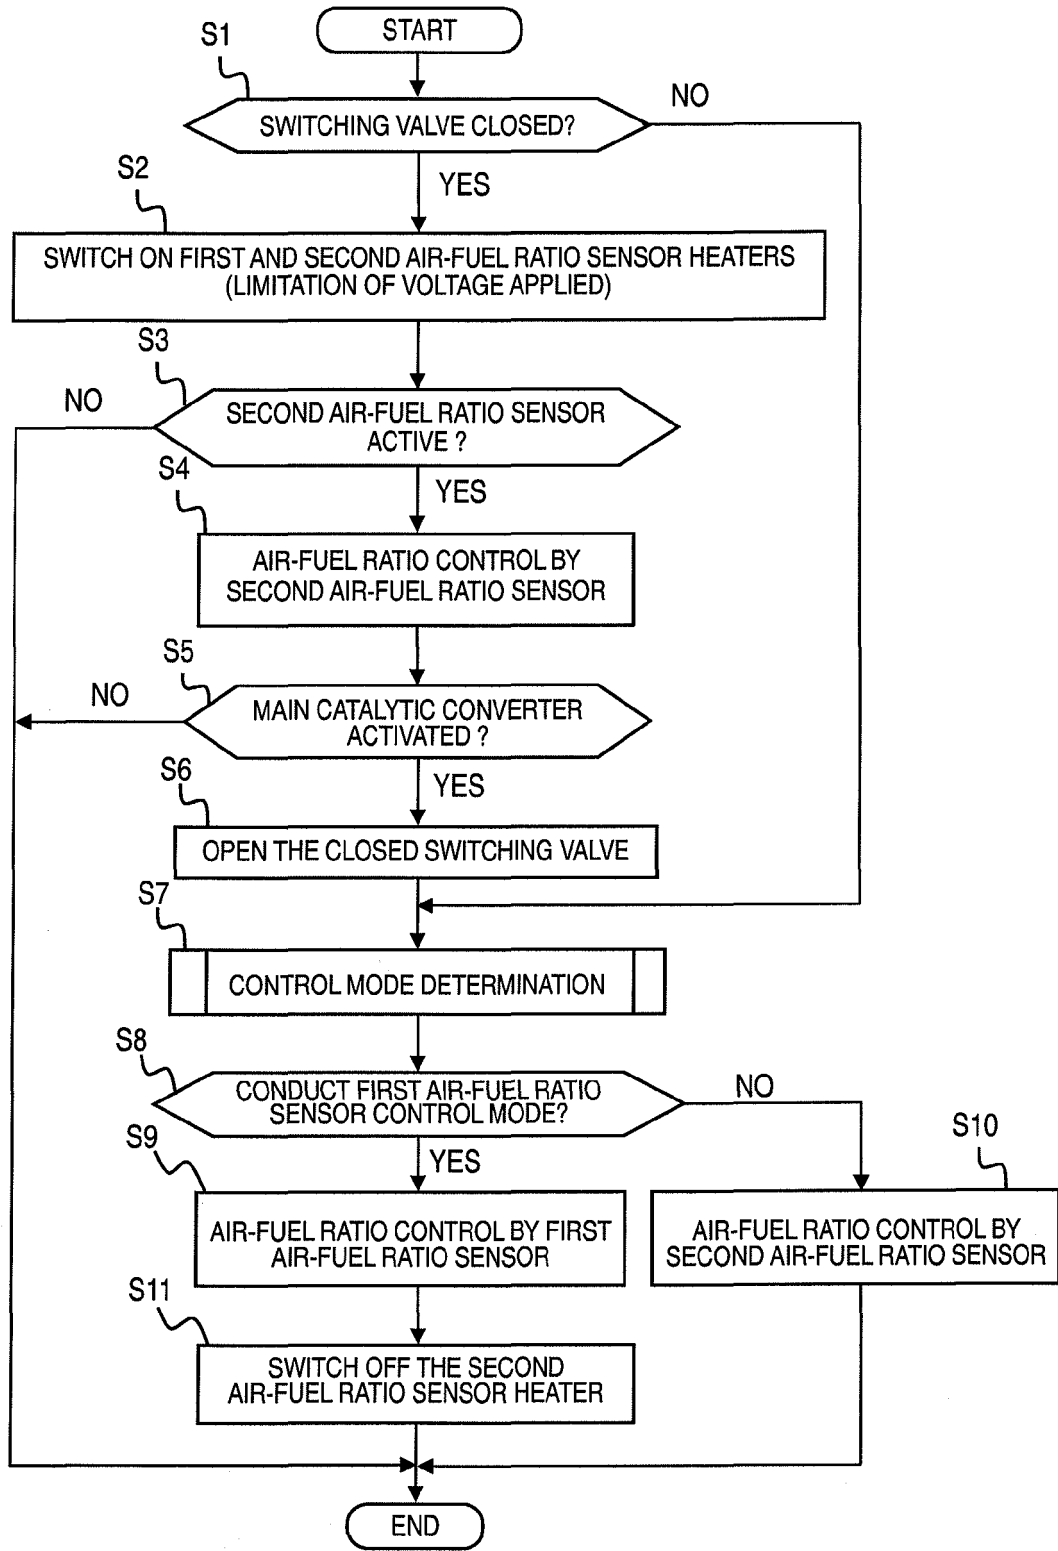 START
S1
NO
SWITCHING VALVE CLOSED?
YES
S2
SWITCH ON FIRST AND SECOND AIR-FUEL RATIO SENSOR HEATERS
(LIMITATION OF VOLTAGE APPLIED)
S3
NO
SECOND AIR-FUEL RATIO SENSOR
ACTIVE ?
S4
YES
AIR-FUEL RATIO CONTROL BY
SECOND AIR-FUEL RATIO SENSOR
S5
NO
MAIN CATALYTIC CONVERTER
ACTIVATED ?
S6
YES
OPEN THE CLOSED SWITCHING VALVE
S7
CONTROL MODE DETERMINATION
S8
CONDUCT FIRST AIR-FUEL RATIO
SENSOR CONTROL MODE?
NO
S9
YES
S10
AIR-FUEL RATIO CONTROL BY FIRST
AIR-FUEL RATIO SENSOR
AIR-FUEL RATIO CONTROL BY
SECOND AIR-FUEL RATIO SENSOR
S11
SWITCH OFF THE SECOND
AIR-FUEL RATIO SENSOR HEATER
END